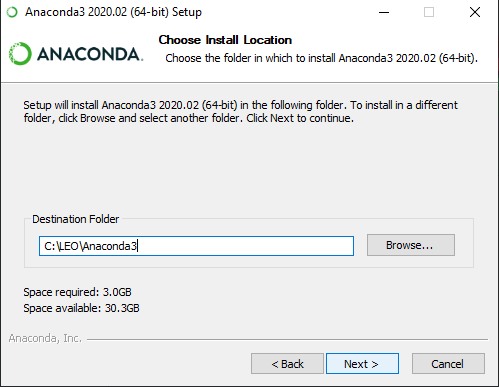 Anaconda3 2020.02 (64-bit) Setup
ANACONDA.
Choose Install Location
Choose the folder in which to install Anaconda3 2020.02 (64-bit).
Setup will install Anaconda3 2020.02 (64-bit) in the following folder. To install in a different
folder, click Browse and select another folder. Click Next to continue.
Destination Folder
C:\LEO\Anaconda3
Browse...
Space required: 3.0GB
Space available: 30.3GB
Anaconda, Inc.
< Back
Next >
Cancel